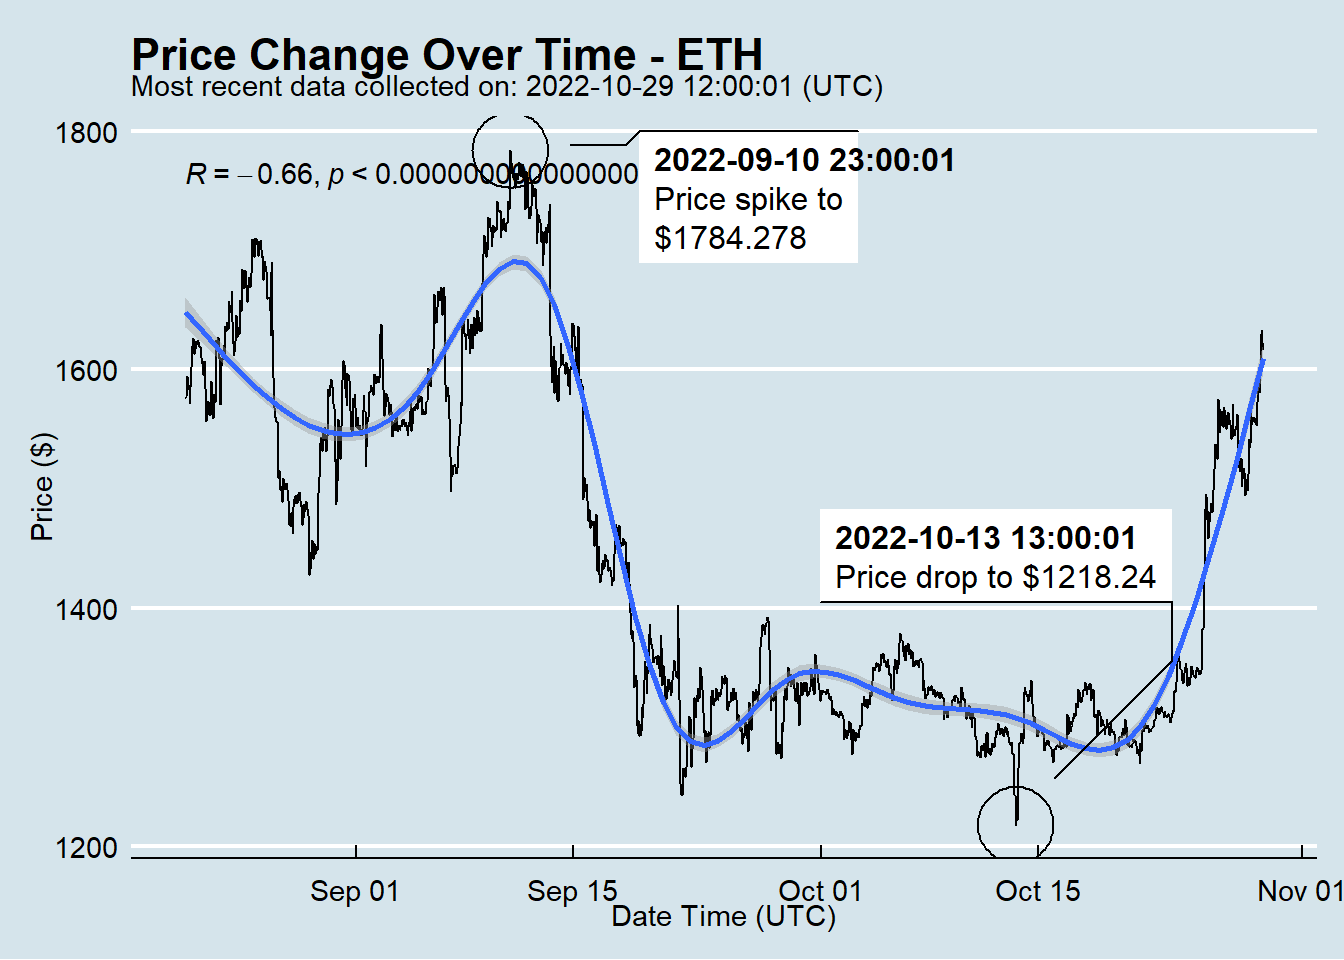 Price Change Over Time - ETH
Most recent data collected on: 2022-10-29 12:00:01 (UTC)
1800
R = −0.66, p < 0.000000000000000
2022-09-10 23:00:01
Price spike to
$1784.278
1600
Price ($)
2022-10-13 13:00:01
Price drop to $1218.24
1400
1200
Sep 01
Sep 15
Oct 01
Oct 15
Nov 01
Date Time (UTC)